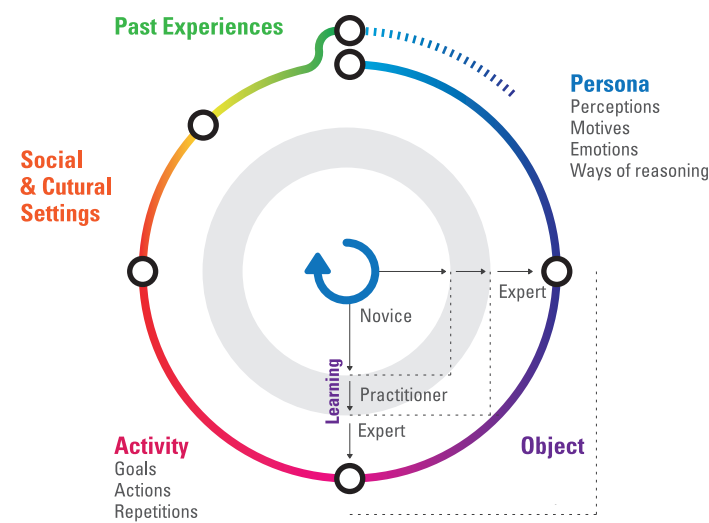 Past Experiences
Persona
Perceptions
Motives
Emotions
Ways of reasoning
Social
& Cutural
Settings
Expert
Novice
Learning
Practitioner
Expert
Activity
Goals
Actions
Repetitions
Object